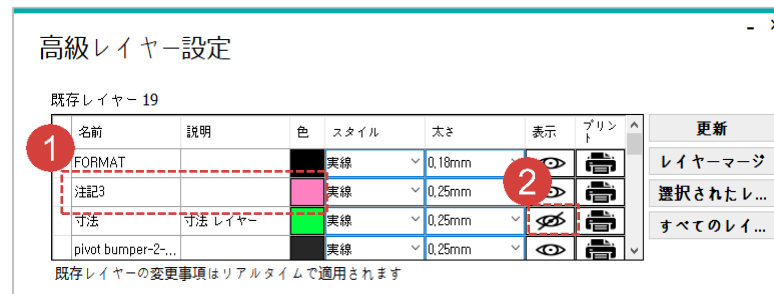 高級レイヤー設定
既存レイヤー 19
名前 説明 色 スタイル 太さ 表示 プリント
1
FORMAT 実線 0,18mm
2
注記3 実線 0,25mm
寸法 寸法 レイヤー 実線 0,25mm
pivot bumper-2-... 実線 0,25mm
既存レイヤーの変更事項はリアルタイムで適用されます
更新
レイヤーマージ
選択されたレ...
すべてのレイ...